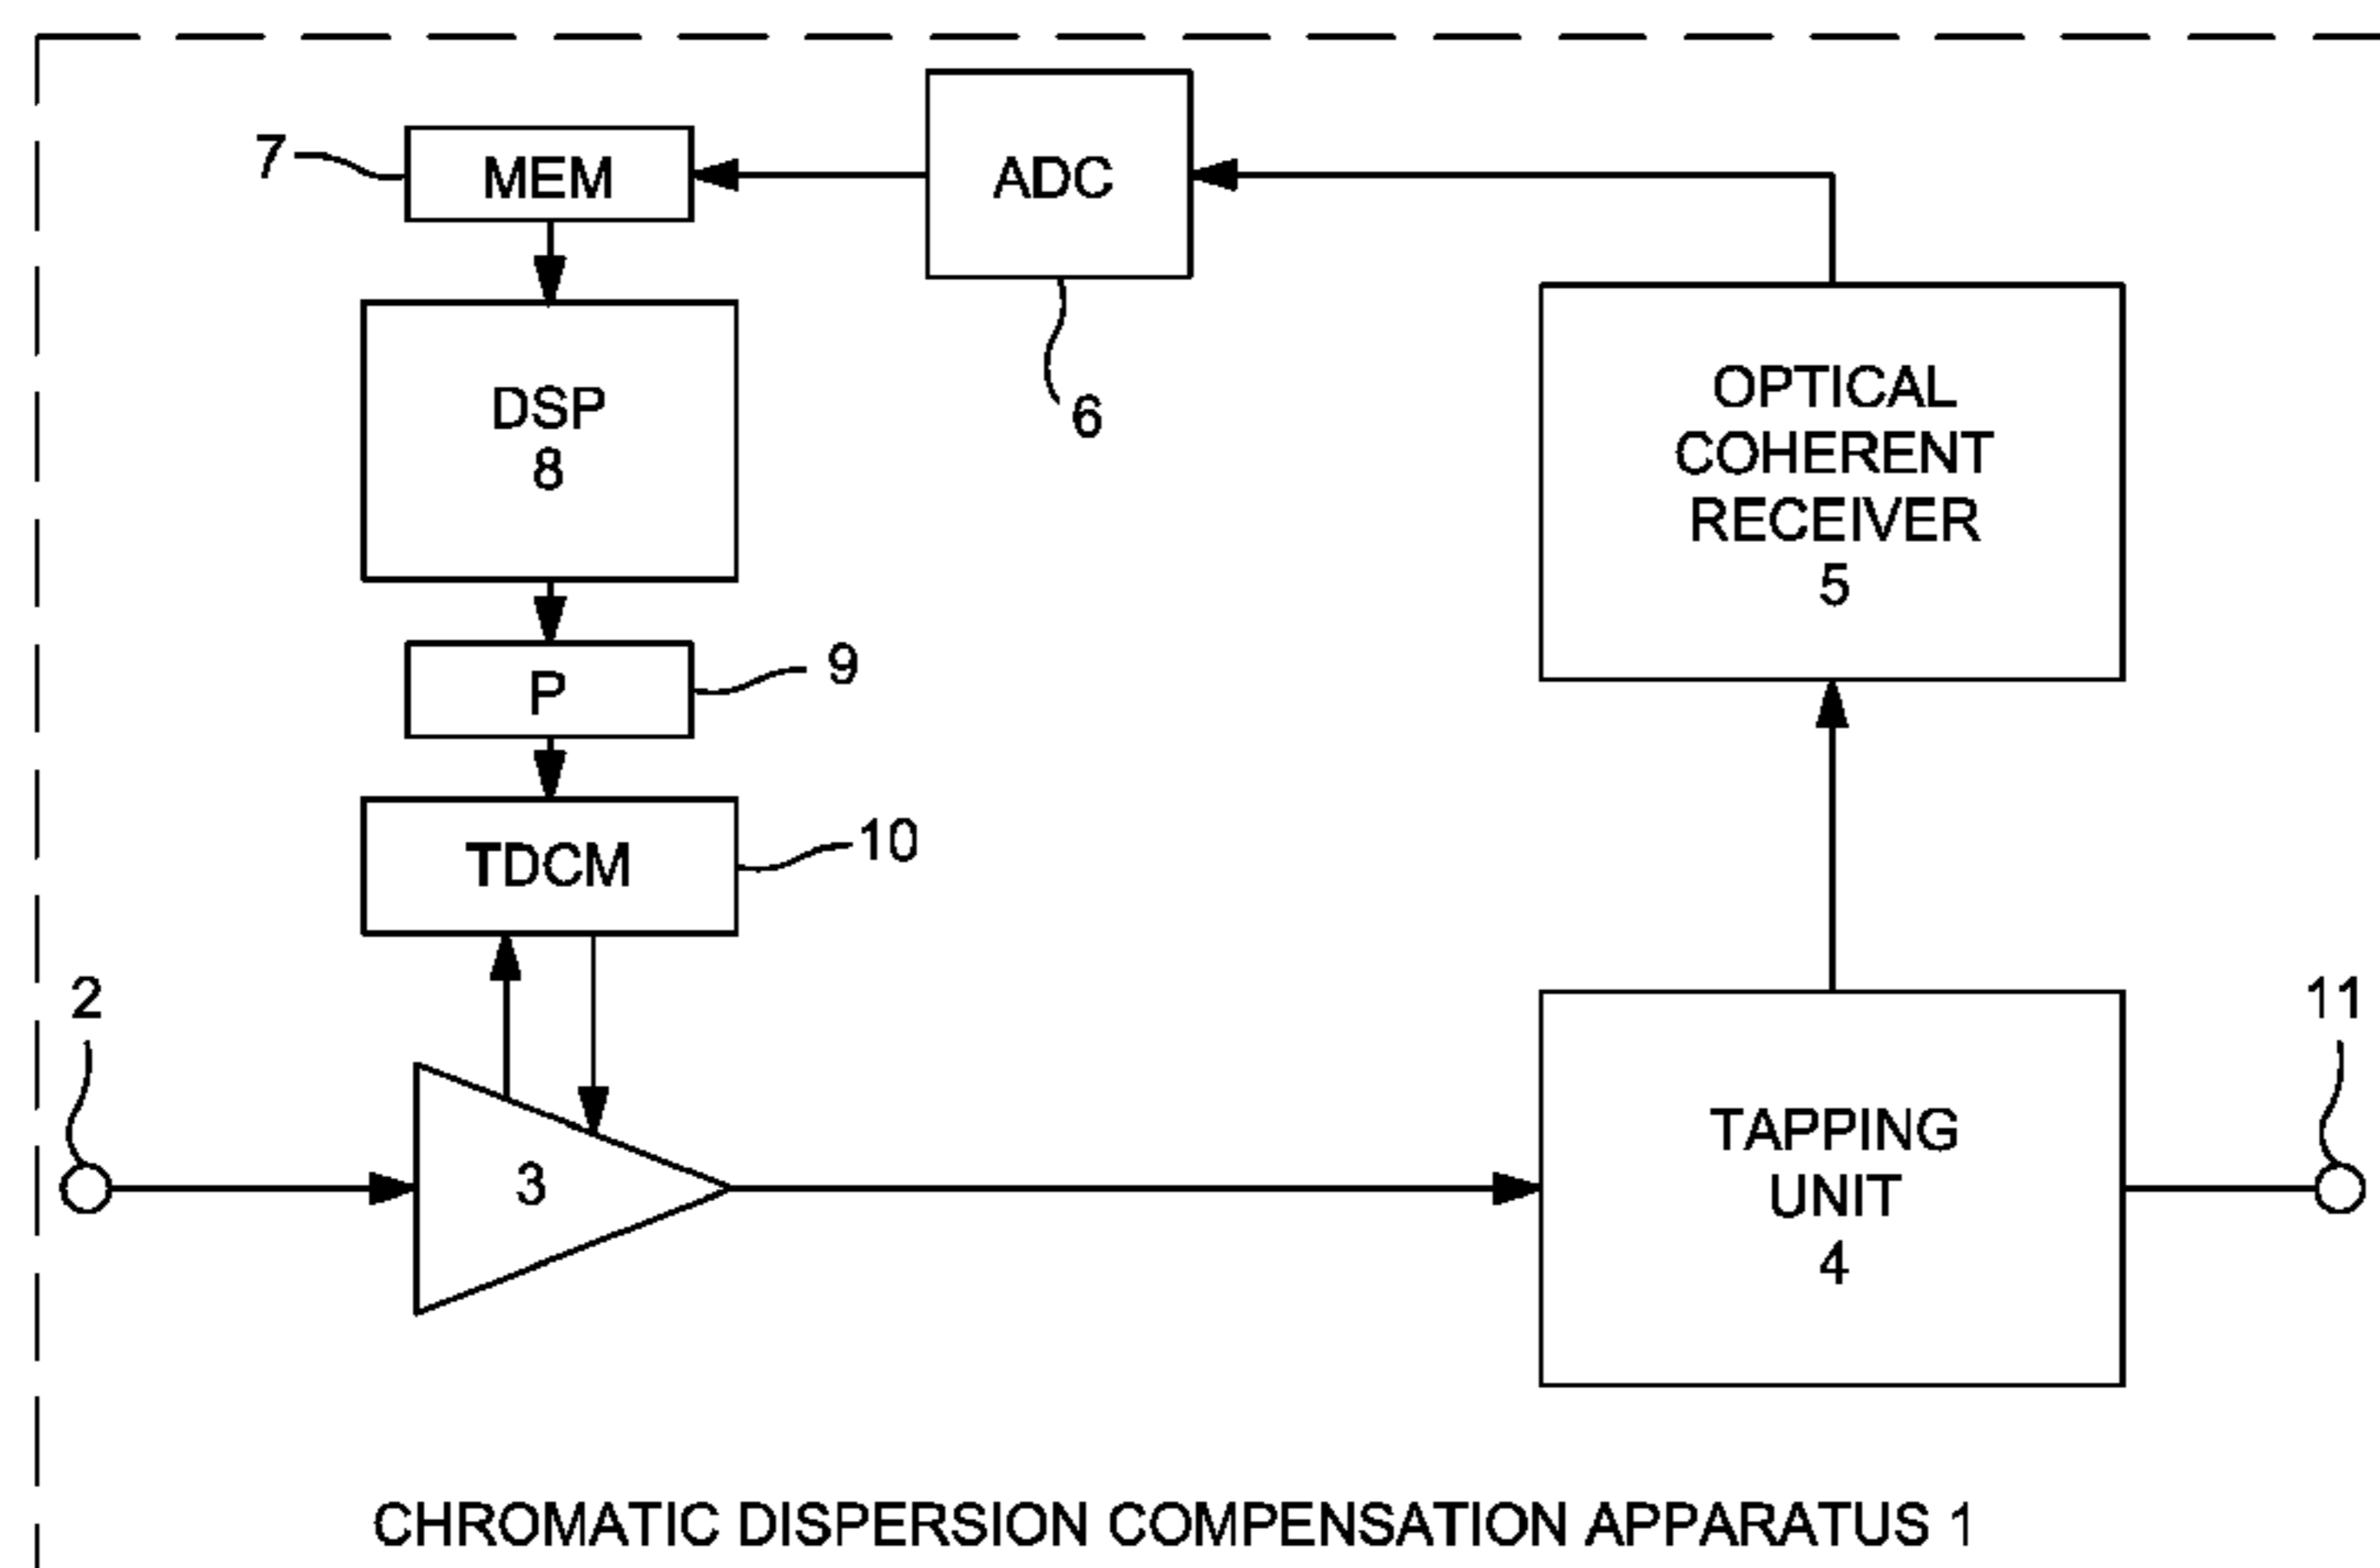 7
MEM
ADC
DSP
8
6
OPTICAL
COHERENT
RECEIVER
5
P
9
TDCM
10
2
11
3
TAPPING
UNIT
4
CHROMATIC DISPERSION COMPENSATION APPARATUS 1